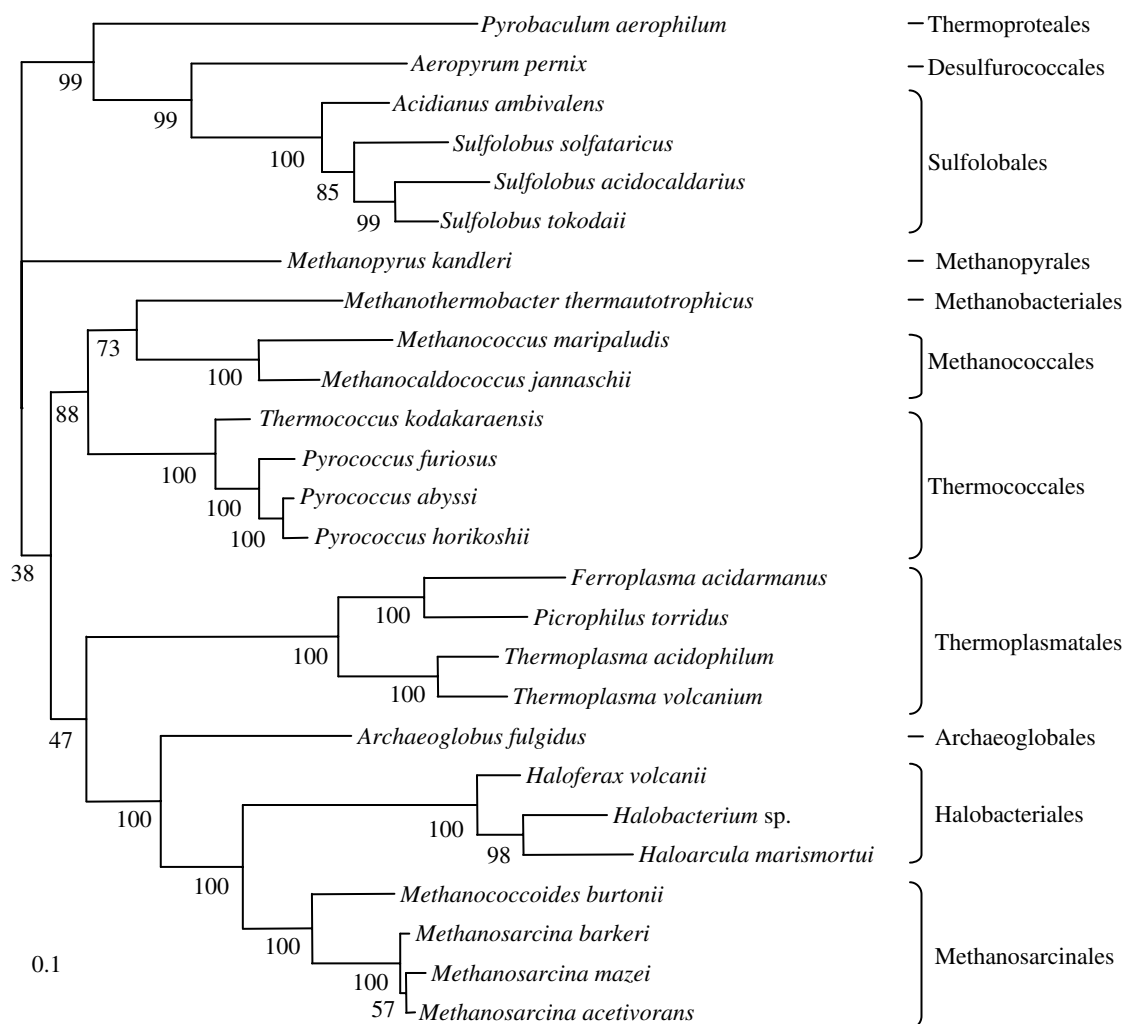 Pyrobaculum aerophilum Thermoproteales
Aeropyrum pernix Desulfurococcales
99
Acidianus ambivalens
99
Sulfolobus solfataricus
100
Sulfolobales
Sulfolobus acidocaldarius
85
Sulfolobus tokodaii
99
Methanopyrus kandleri Methanopyrales
Methanothermobacter thermautotrophicus Methanobacteriales
Methanococcus maripaludis
73
Methanococcales
Methanocaldococcus jannaschii
100
88
Thermococcus kodakaraensis
Pyrococcus furiosus
100
Thermococcales
Pyrococcus abyssi
100
Pyrococcus horikoshii
100
38
Ferroplasma acidarmanus
100
Picrophilus torridus
Thermoplasmatales
100
Thermoplasma acidophilum
100
Thermoplasma volcanium
47
Archaeoglobus fulgidus Archaeoglobales
Haloferax volcanii
100
Halobacterium sp.
Halobacteriales
100
98
Haloarcula marismortui
100
Methanococcoides burtonii
Methanosarcina barkeri
100
Methanosarcinales
0.1
Methanosarcina mazei
100
57
Methanosarcina acetivorans